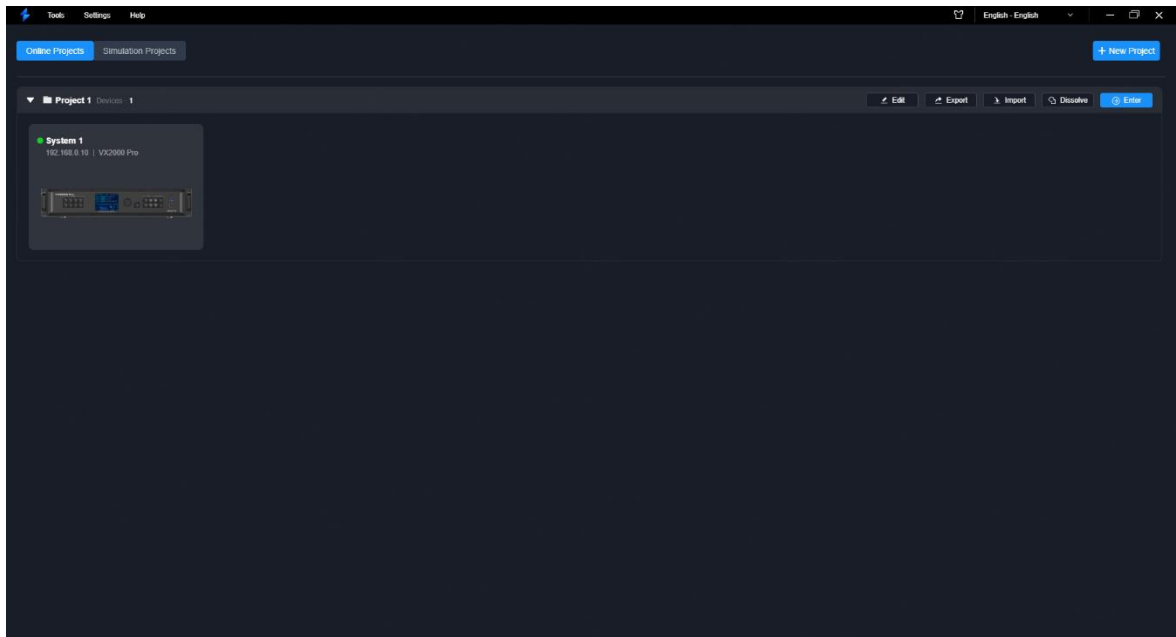 Tools Settings Help English - English
Online Projects Simulation Projects + New Project
Project 1 Devices 1 Edit Export Import Dissolve Enter
System 1
192.168.0.10 | VX2000 Pro